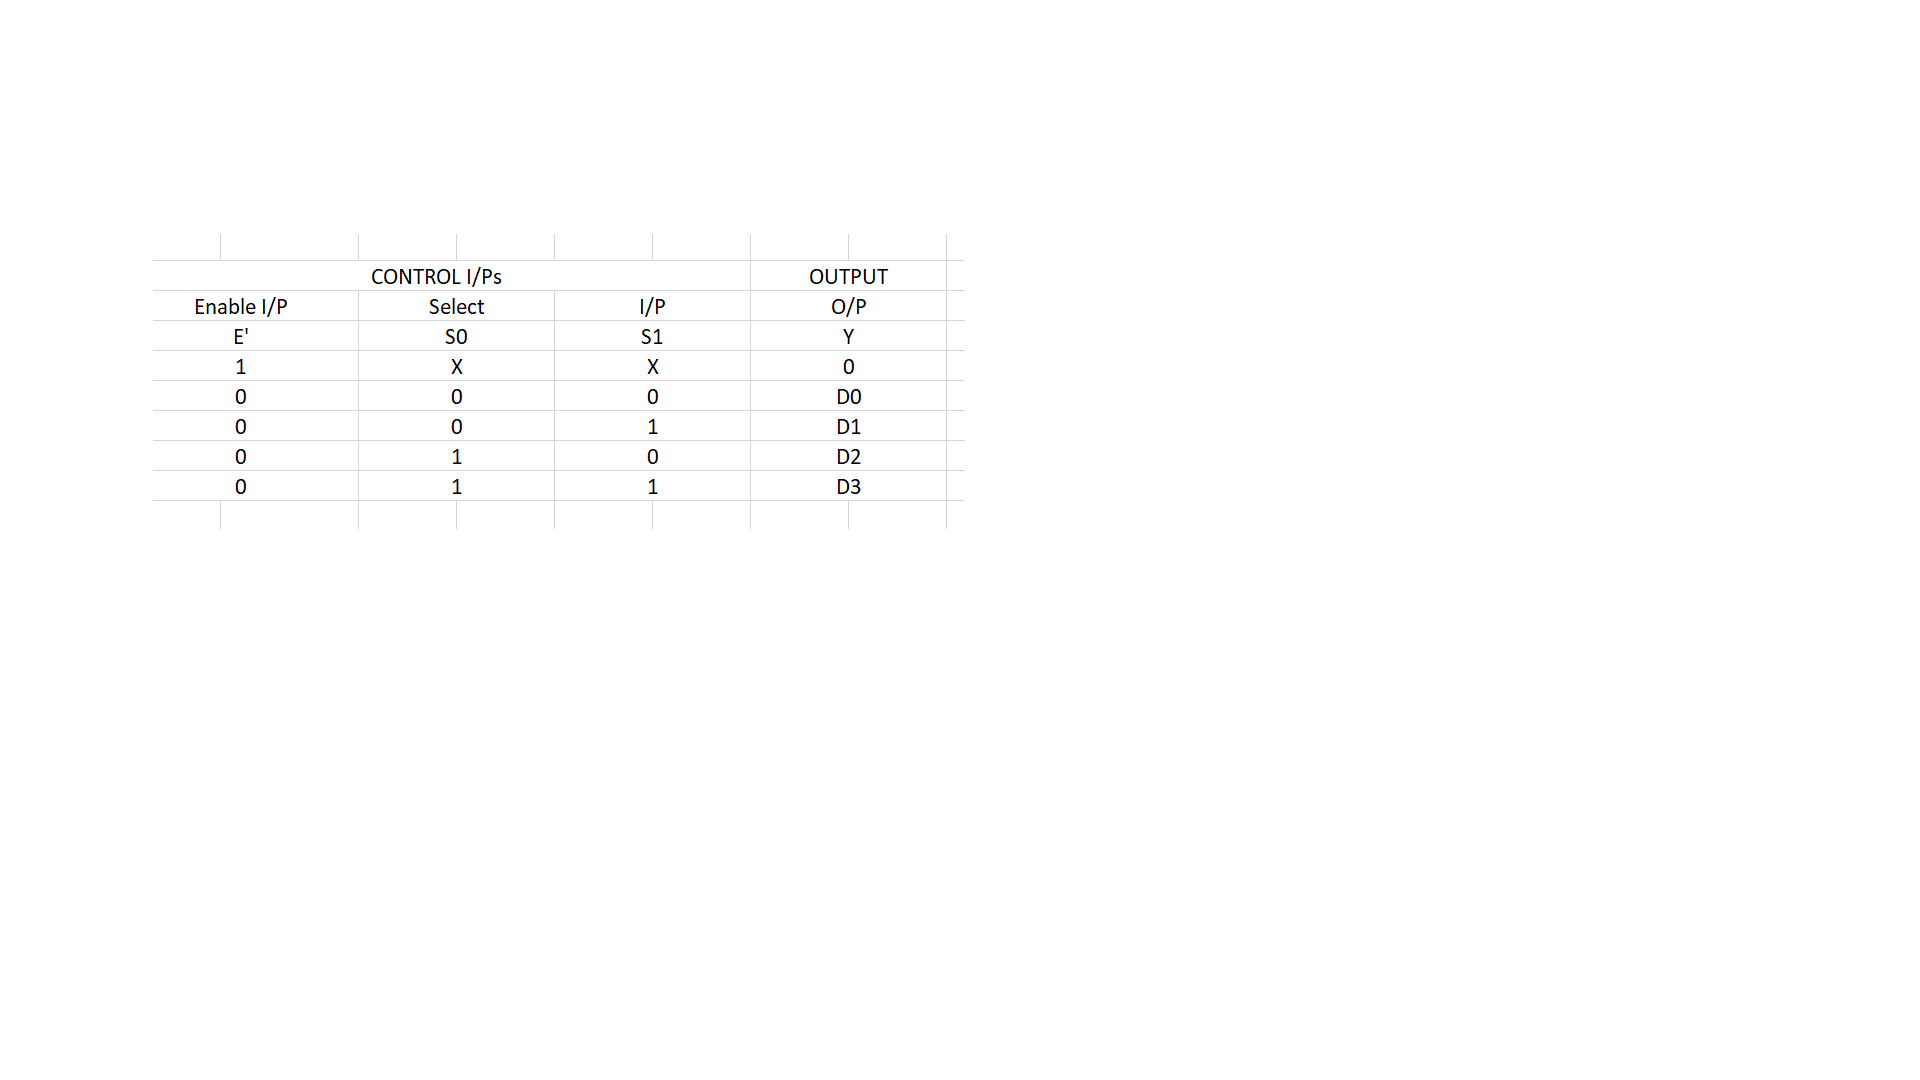 CONTROL I/Ps OUTPUT
Enable I/P Select I/P O/P
E' S0 S1 Y
1 X X 0
0 0 0 D0
0 0 1 D1
0 1 0 D2
0 1 1 D3